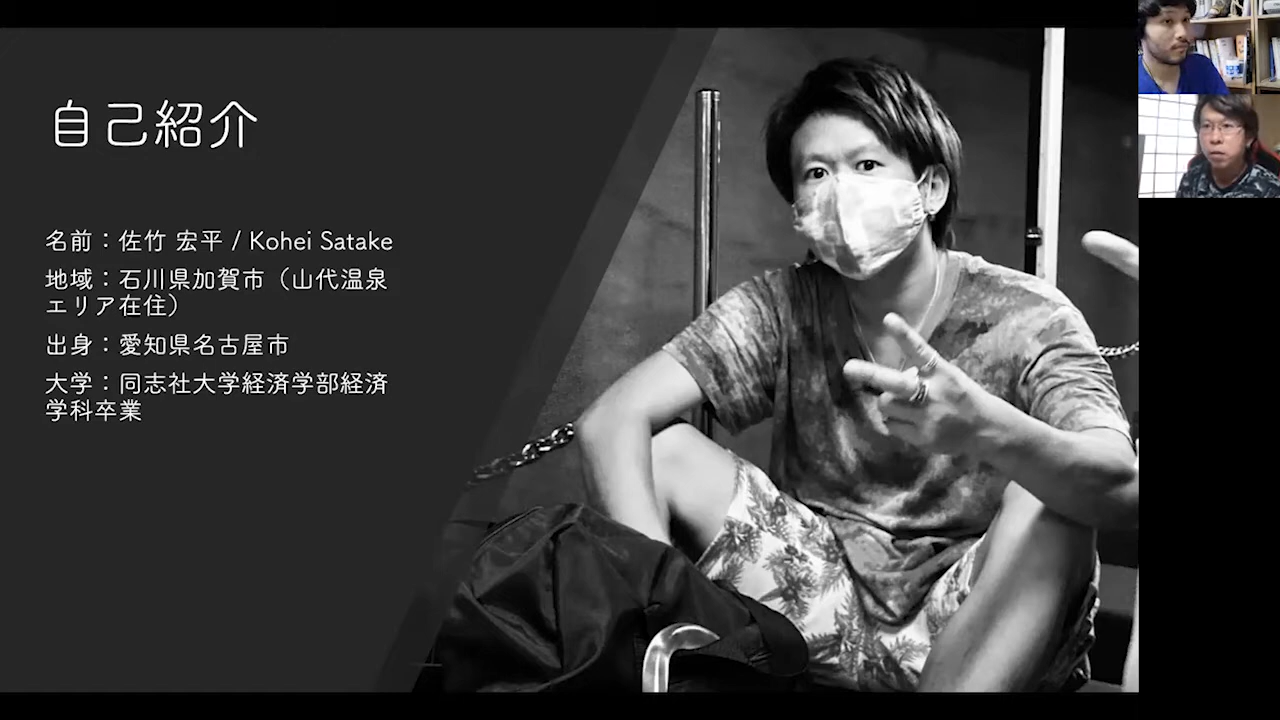 自己紹介
名前：佐竹 宏平 / Kohei Satake
地域：石川県加賀市（山代温泉
エリア在住）
出身：愛知県名古屋市
大学：同志社大学経済学部経済
学科卒業